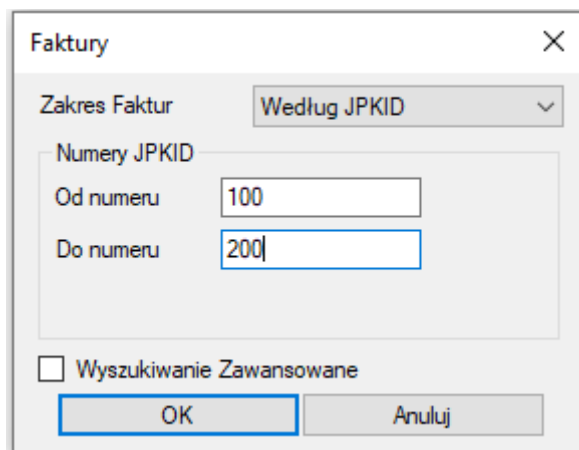 Faktury
Zakres Faktur Według JPKID
Numery JPKID
Od numeru 100
Do numeru 200
Wyszukiwanie Zawansowane
OK Anuluj